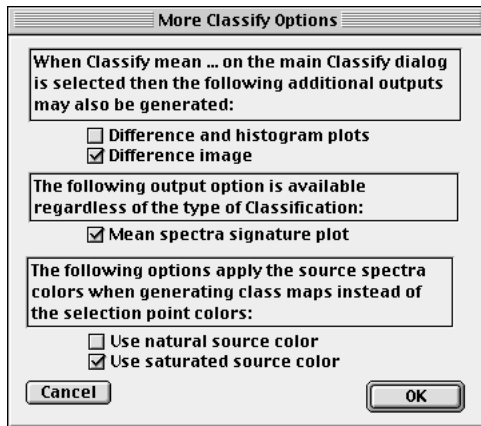 More Classify Options
When Classify mean ... on the main Classify dialog
is selected then the following additional outputs
may also be generated:
Difference and histogram plots
Difference image
The following output option is available
regardless of the type of Classification:
Mean spectra signature plot
The following options apply the source spectra
colors when generating class maps instead of
the selection point colors:
Use natural source color
Use saturated source color
Cancel
OK